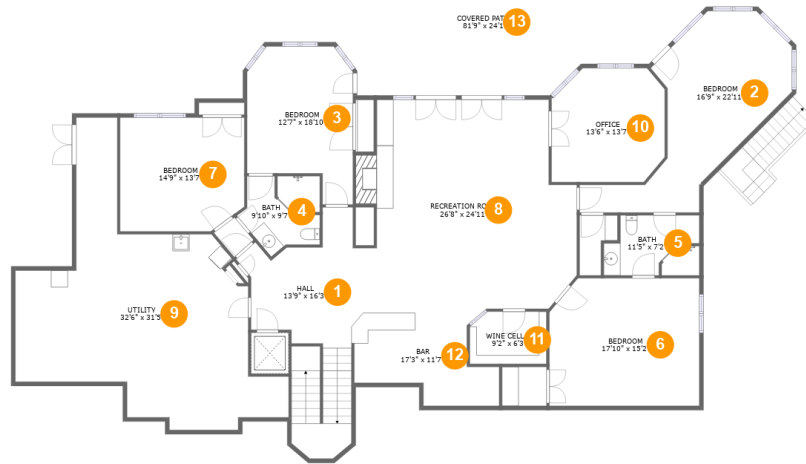 COVERED PAT
81'9" x 24'1
13
BEDROOM
16'9" x 22'11
2
BEDROOM
12'7" x 18'10
3
OFFICE
13'6" x 13'7
10
BEDROOM
14'9" x 13'7
7
BATH
9'10" x 9'7
4
RECREATION RO
26'8" x 24'11
8
BATH
11'5" x 7'2
5
HALL
13'9" x 16'3
1
UTILITY
32'6" x 31'5
9
WINE CELL
9'2" x 6'3
11
BEDROOM
17'10" x 15'2
6
BAR
17'3" x 11'7
12